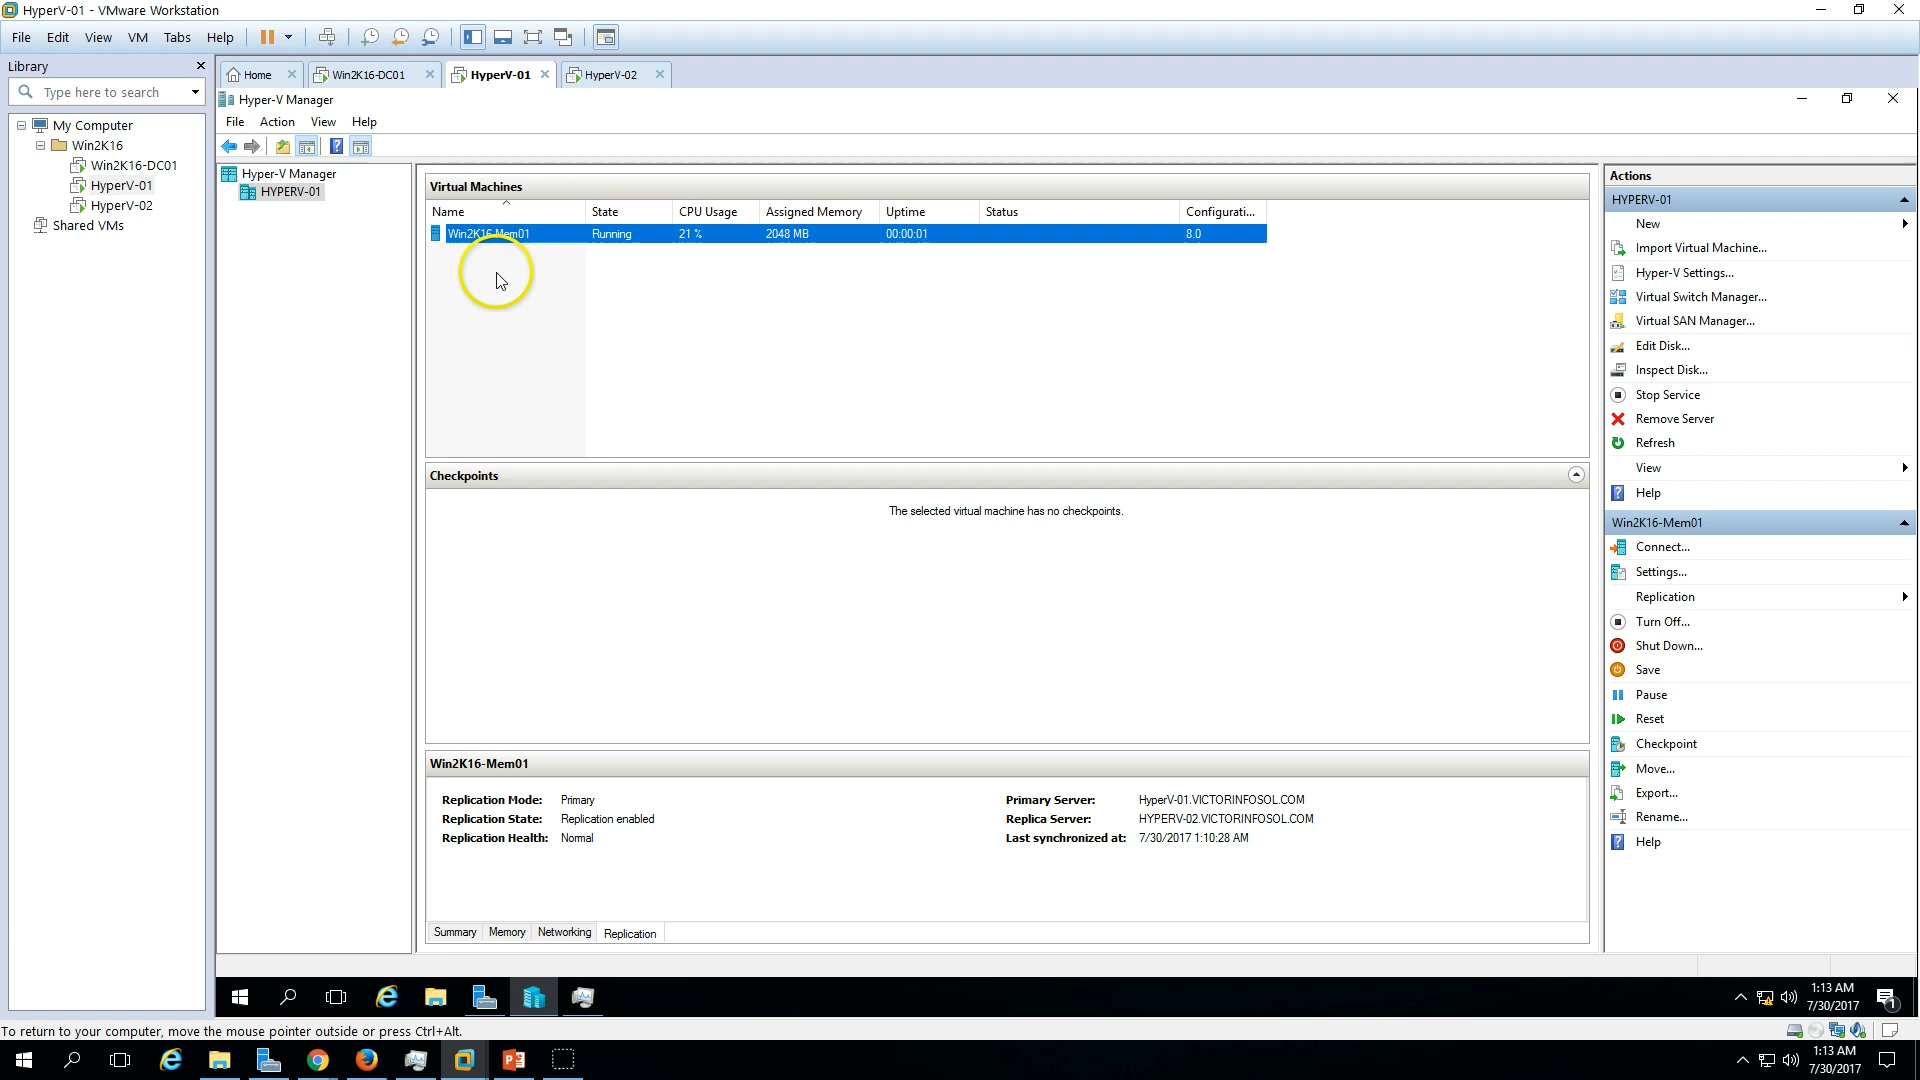 HyperV-01 - VMware Workstation
File Edit View VM Tabs Help
Library
Type here to search
My Computer
Win2K16
Win2K16-DC01
HyperV-01
HyperV-02
Shared VMs
Home Win2K16-DC01 HyperV-01 HyperV-02
Hyper-V Manager
File Action View Help
Hyper-V Manager
HYPERV-01
Virtual Machines
Name State CPU Usage Assigned Memory Uptime Status Configurati...
Win2K16-Mem01 Running 21 % 2048 MB 00:00:01 8.0
Checkpoints
The selected virtual machine has no checkpoints.
Win2K16-Mem01
Replication Mode: Primary
Replication State: Replication enabled
Replication Health: Normal
Primary Server: HyperV-01.VICTORINFOSOL.COM
Replica Server: HYPERV-02.VICTORINFOSOL.COM
Last synchronized at: 7/30/2017 1:10:28 AM
Summary Memory Networking Replication
Actions
HYPERV-01
New
Import Virtual Machine...
Hyper-V Settings...
Virtual Switch Manager...
Virtual SAN Manager...
Edit Disk...
Inspect Disk...
Stop Service
Remove Server
Refresh
View
Help
Win2K16-Mem01
Connect...
Settings...
Replication
Turn Off...
Shut Down...
Save
Pause
Reset
Checkpoint
Move...
Export...
Rename...
Help
1:13 AM
7/30/2017
1
To return to your computer, move the mouse pointer outside or press Ctrl+Alt.
1:13 AM
7/30/2017